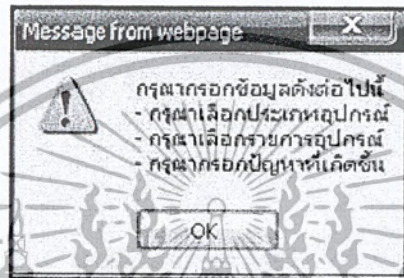 Message from webpage
กรุณากรอกข้อมูลดังต่อไปนี้
- กรุณาเลือกประเภทอุปกรณ์
- กรุณาเลือกรายการอุปกรณ์
- กรุณากรอกปัญหาที่เกิดขึ้น
OK